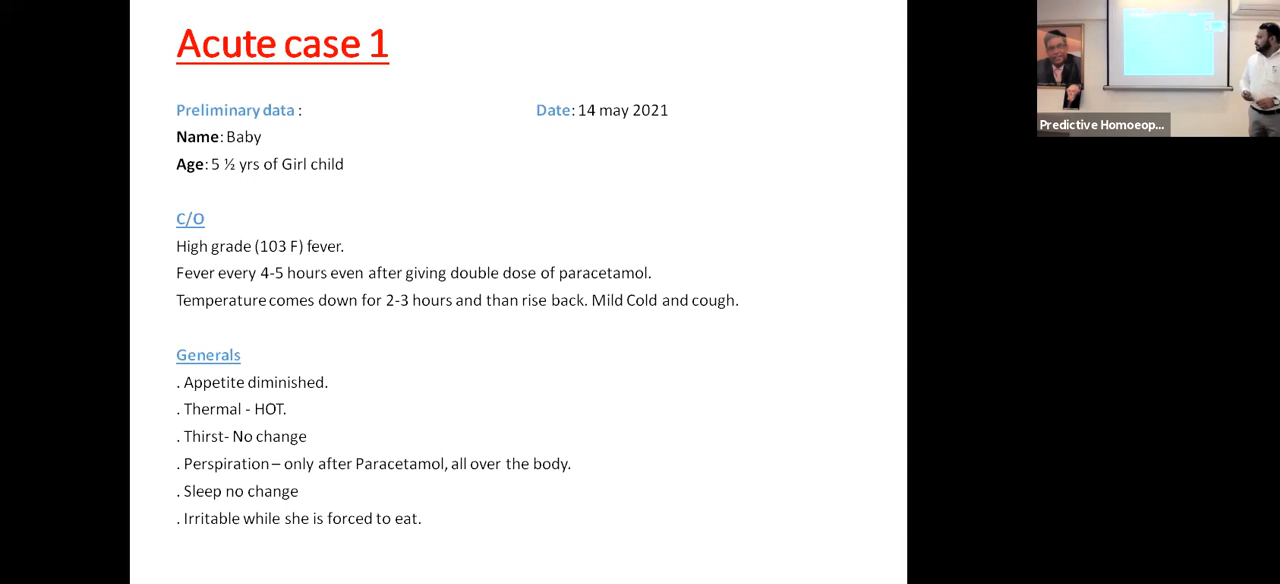 Acute case 1
Preliminary data : Date: 14 may 2021
Name: Baby
Age: 5 ½ yrs of Girl child
C/O
High grade (103 F) fever.
Fever every 4-5 hours even after giving double dose of paracetamol.
Temperature comes down for 2-3 hours and than rise back. Mild Cold and cough.
Generals
. Appetite diminished.
. Thermal - HOT.
. Thirst- No change
. Perspiration – only after Paracetamol, all over the body.
. Sleep no change
. Irritable while she is forced to eat.
Predictive Homoeop...